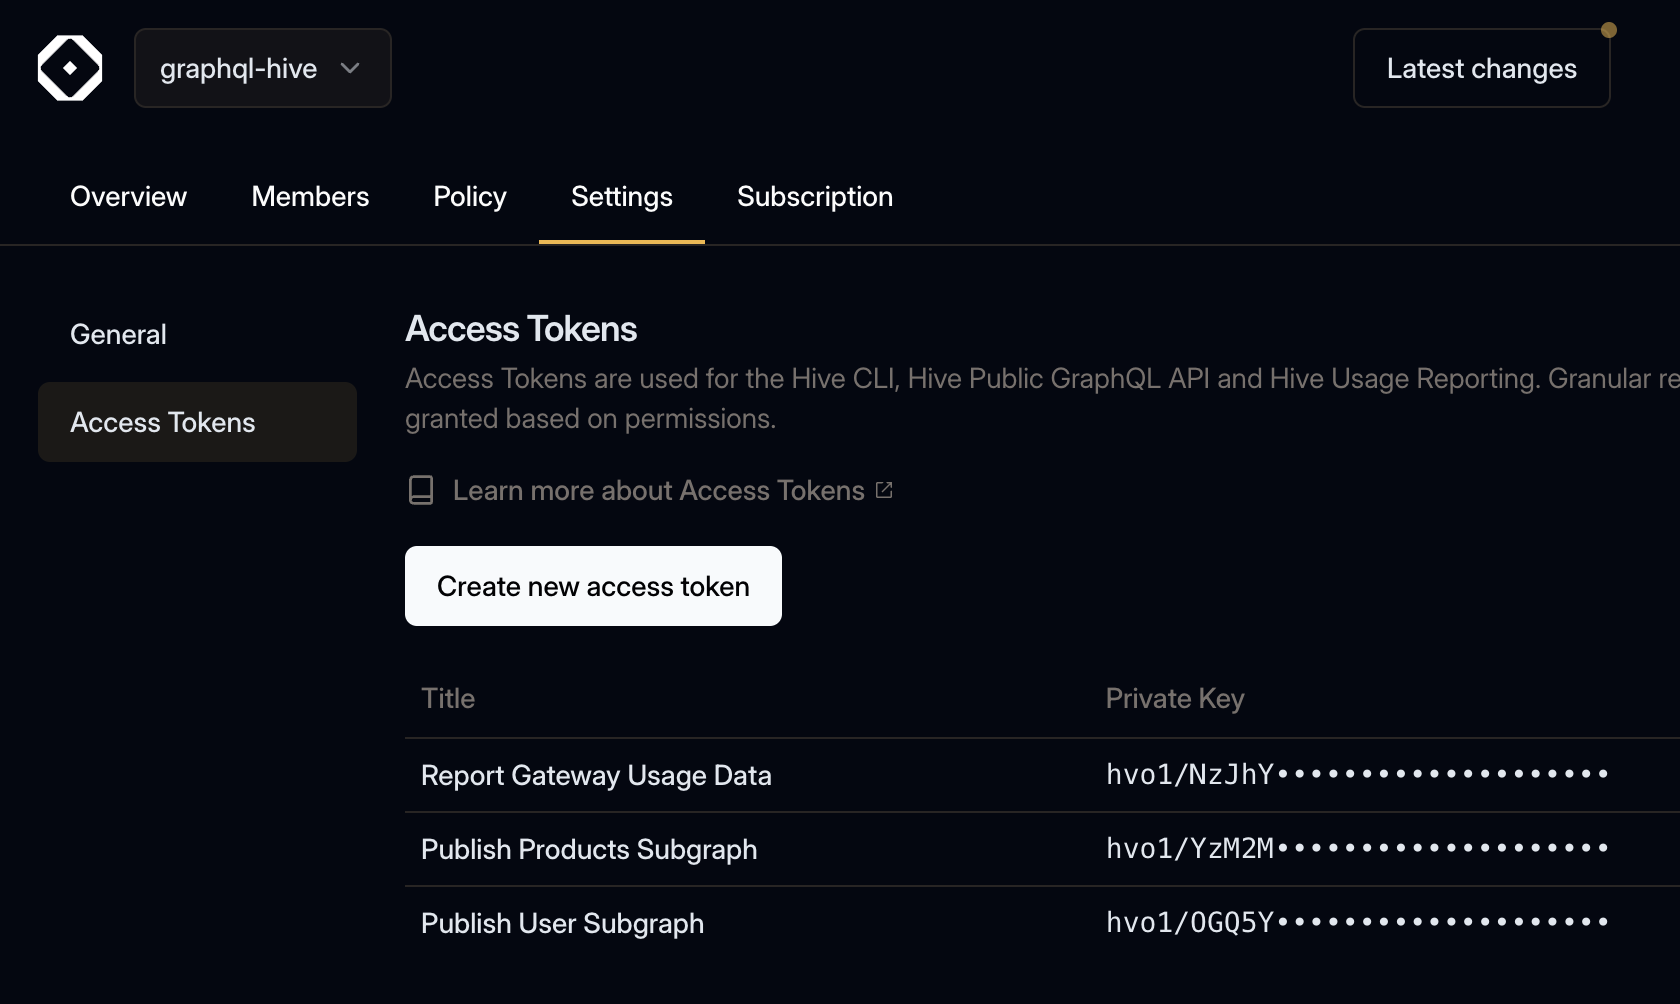 graphql-hive
Latest changes
Overview Members Policy Settings Subscription
General
Access Tokens
Access Tokens
Access Tokens are used for the Hive CLI, Hive Public GraphQL API and Hive Usage Reporting. Granular re
granted based on permissions.
Learn more about Access Tokens
Create new access token
Title Private Key
Report Gateway Usage Data hvo1/NzJhY••••••••••••••••••••
Publish Products Subgraph hvo1/YzM2M••••••••••••••••••••
Publish User Subgraph hvo1/OGQ5Y••••••••••••••••••••